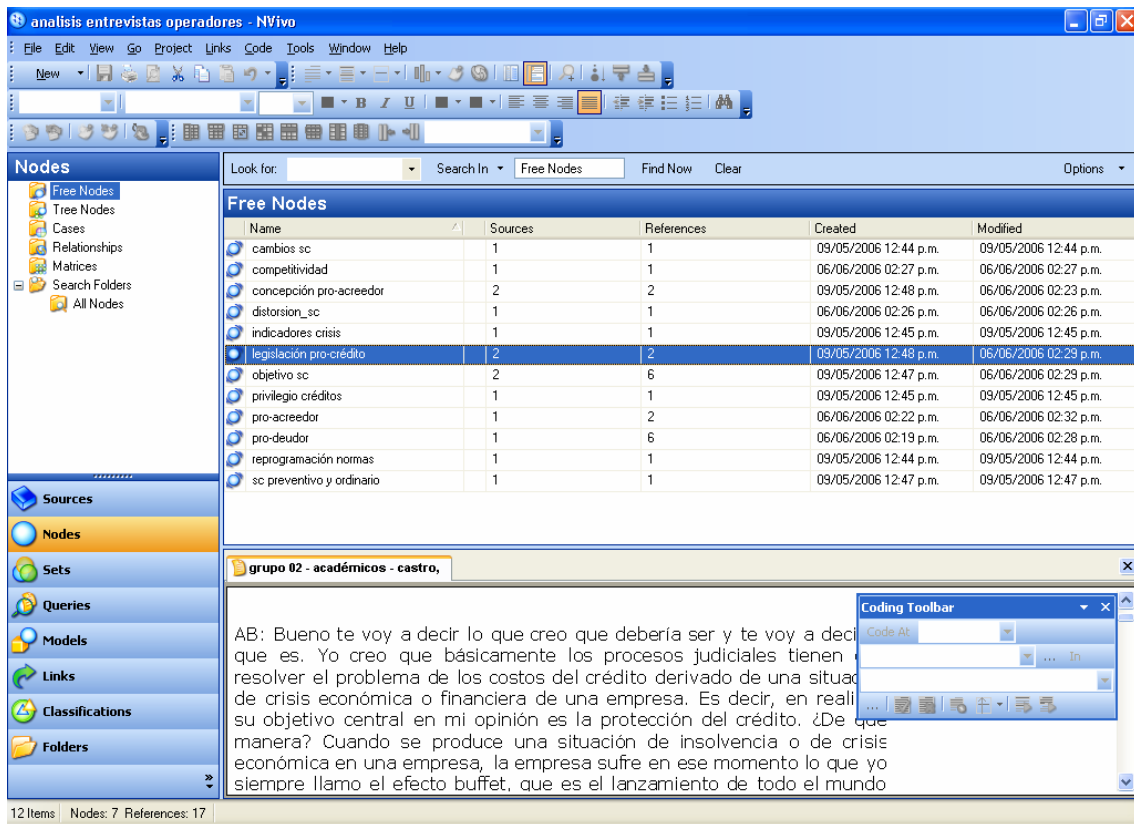 analisis entrevistas operadores - NVivo
File Edit View Go Project Links Code Tools Window Help
New
B I U
Nodes
Free Nodes
Tree Nodes
Cases
Relationships
Matrices
Search Folders
All Nodes
Sources
Nodes
Sets
Queries
Models
Links
Classifications
Folders
Look for: Search In Free Nodes Find Now Clear Options
Free Nodes
Name Sources References Created Modified
cambios sc 1 1 09/05/2006 12:44 p.m. 09/05/2006 12:44 p.m.
competitividad 1 1 06/06/2006 02:27 p.m. 06/06/2006 02:27 p.m.
concepción pro-acreedor 2 2 09/05/2006 12:48 p.m. 06/06/2006 02:23 p.m.
distorsion_sc 1 1 06/06/2006 02:26 p.m. 06/06/2006 02:26 p.m.
indicadores crisis 1 1 09/05/2006 12:45 p.m. 09/05/2006 12:45 p.m.
legislación pro-crédito 2 2 09/05/2006 12:48 p.m. 06/06/2006 02:29 p.m.
objetivo sc 2 6 09/05/2006 12:47 p.m. 06/06/2006 02:29 p.m.
privilegio créditos 1 1 09/05/2006 12:45 p.m. 09/05/2006 12:45 p.m.
pro-acreedor 1 2 06/06/2006 02:22 p.m. 06/06/2006 02:32 p.m.
pro-deudor 1 6 06/06/2006 02:19 p.m. 06/06/2006 02:28 p.m.
reprogramación normas 1 1 09/05/2006 12:44 p.m. 09/05/2006 12:44 p.m.
sc preventivo y ordinario 1 1 09/05/2006 12:47 p.m. 09/05/2006 12:47 p.m.
grupo 02 - académicos - castro,
AB: Bueno te voy a decir lo que creo que debería ser y te voy a deci
que es. Yo creo que básicamente los procesos judiciales tienen
resolver el problema de los costos del crédito derivado de una situac
de crisis económica o financiera de una empresa. Es decir, en reali
su objetivo central en mi opinión es la protección del crédito. ¿De que
manera? Cuando se produce una situación de insolvencia o de crisis
económica en una empresa, la empresa sufre en ese momento lo que yo
siempre llamo el efecto buffet, que es el lanzamiento de todo el mundo
Coding Toolbar
Code At
... In
...
12 Items Nodes: 7 References: 17